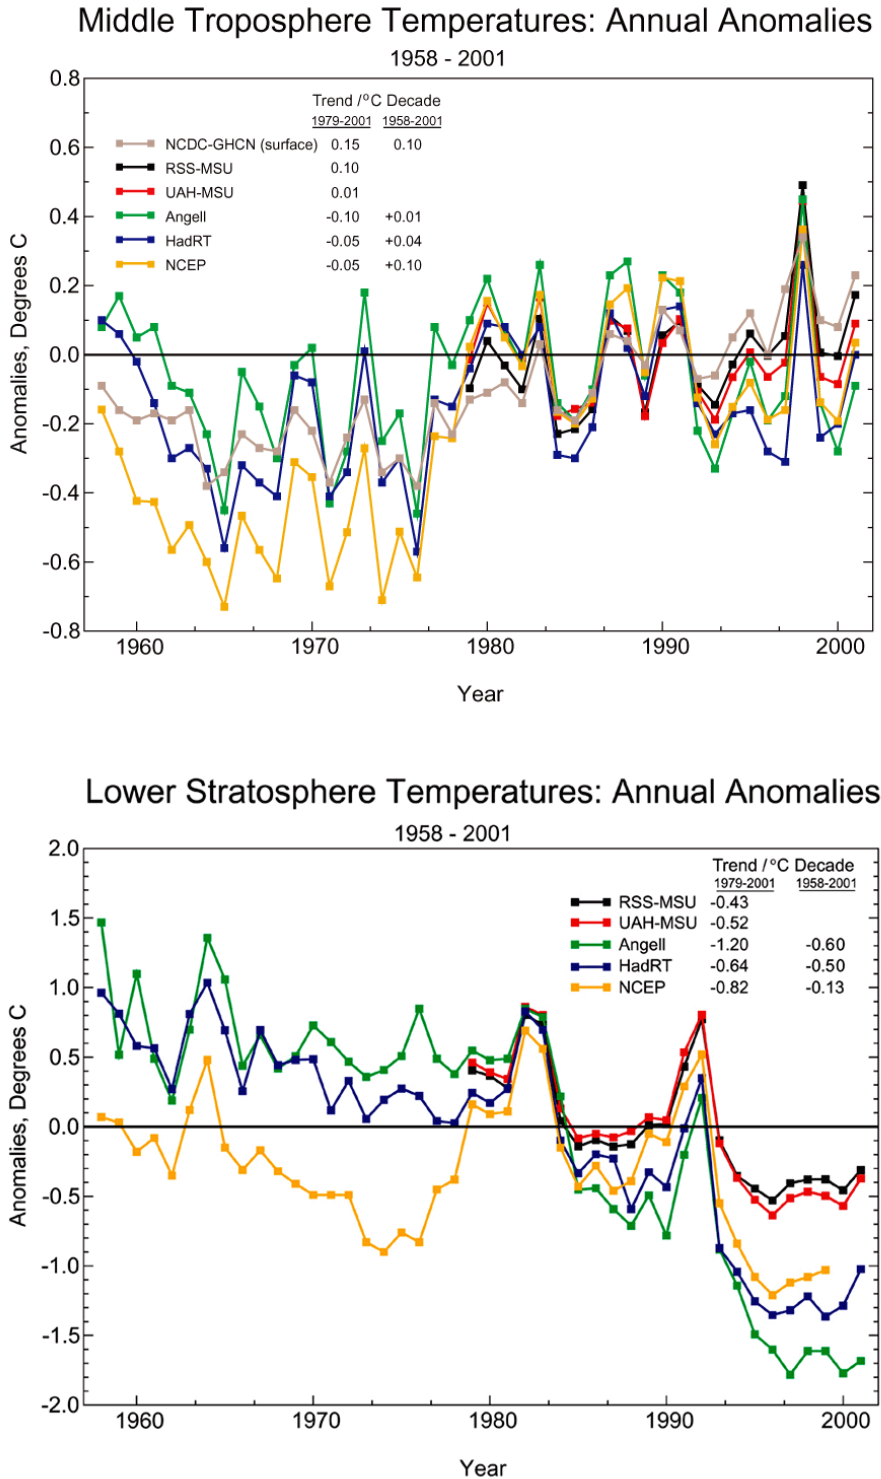 Middle Troposphere Temperatures: Annual Anomalies
1958 - 2001
Trend /°C Decade
1979-2001 1958-2001
NCDC-GHCN (surface) 0.15 0.10
RSS-MSU 0.10
UAH-MSU 0.01
Angell -0.10 +0.01
HadRT -0.05 +0.04
NCEP -0.05 +0.10
Anomalies, Degrees C
0.8
0.6
0.4
0.2
0.0
-0.2
-0.4
-0.6
-0.8
1960 1970 1980 1990 2000
Year
Lower Stratosphere Temperatures: Annual Anomalies
1958 - 2001
Trend /°C Decade
1979-2001 1958-2001
RSS-MSU -0.43
UAH-MSU -0.52
Angell -1.20 -0.60
HadRT -0.64 -0.50
NCEP -0.82 -0.13
Anomalies, Degrees C
2.0
1.5
1.0
0.5
0.0
-0.5
-1.0
-1.5
-2.0
1960 1970 1980 1990 2000
Year